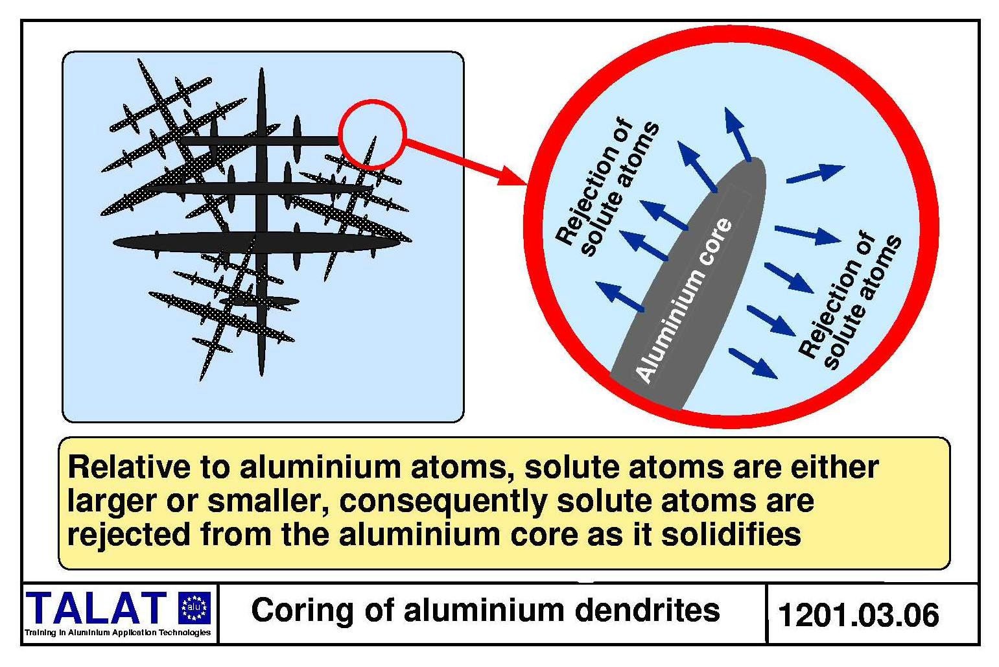 Rejection of
solute atoms
Aluminium core
Rejection of
solute atoms
Relative to aluminium atoms, solute atoms are either
larger or smaller, consequently solute atoms are
rejected from the aluminium core as it solidifies
TALAT
alu
Training in Aluminium Application Technologies
Coring of aluminium dendrites
1201.03.06